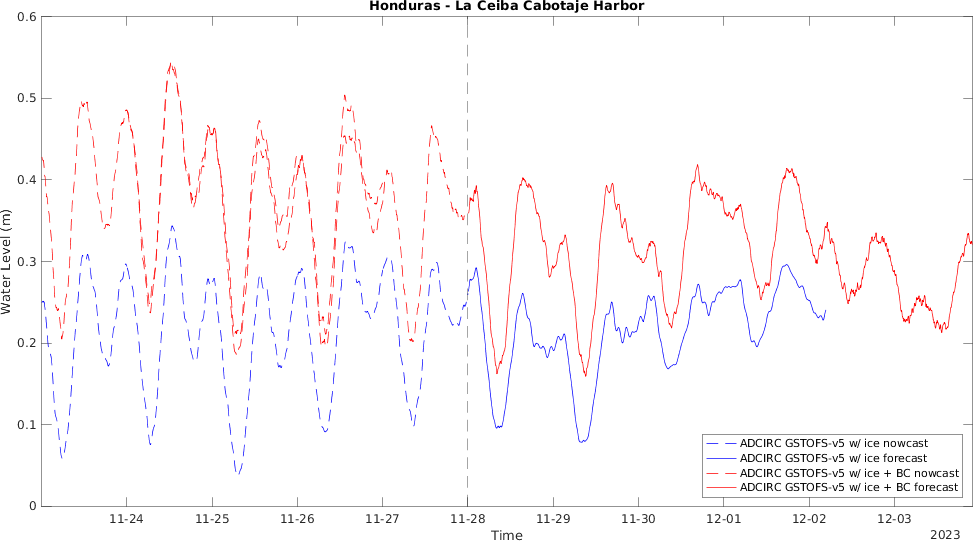 Honduras - La Ceiba Cabotaje Harbor
0.6
0.5
0.4
0.3
0.2
0.1
0
Water Level (m)
ADCIRC GSTOFS-v5 w/ ice nowcast
ADCIRC GSTOFS-v5 w/ ice forecast
ADCIRC GSTOFS-v5 w/ ice + BC nowcast
ADCIRC GSTOFS-v5 w/ ice + BC forecast
11-24 11-25 11-26 11-27 11-28 11-29 11-30 12-01 12-02 12-03
Time
2023